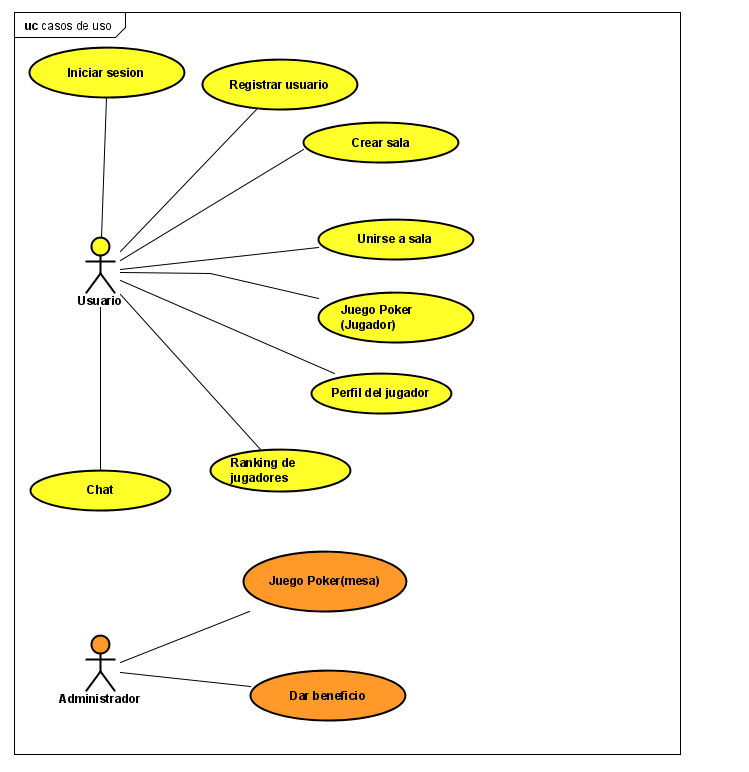 uc casos de uso
Iniciar sesion
Registrar usuario
Crear sala
Unirse a sala
Usuario
Juego Poker
(Jugador)
Perfil del jugador
Ranking de
jugadores
Chat
Juego Poker(mesa)
Administrador
Dar beneficio